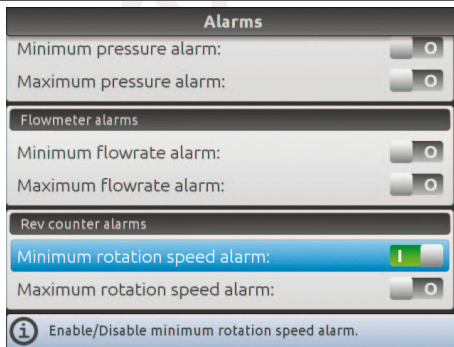 Alarms
Minimum pressure alarm: O
Maximum pressure alarm: O
Flowmeter alarms
Minimum flowrate alarm: O
Maximum flowrate alarm: O
Rev counter alarms
Minimum rotation speed alarm: I
Maximum rotation speed alarm: O
i Enable/Disable minimum rotation speed alarm.